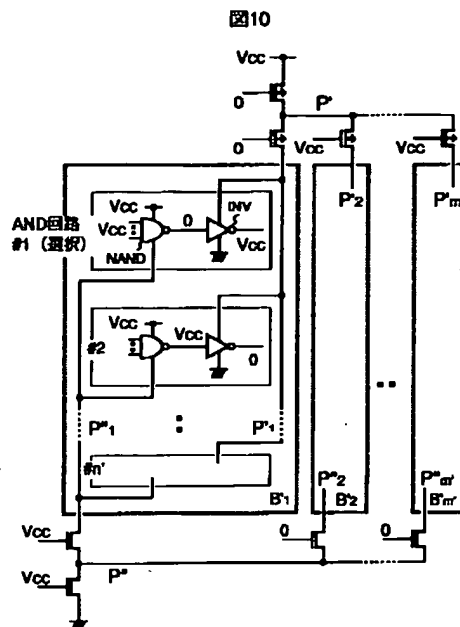 図10
Vcc
0
P'
0
Vcc
Vcc
P'2
P'm'
AND回路
#1（選択）
Vcc
Vcc
0
INV
Vcc
NAND
#2
Vcc
Vcc
0
P"1
P'1
#n'
B'1
P"2
B'2
P"m'
B'm'
Vcc
0
0
Vcc
P"